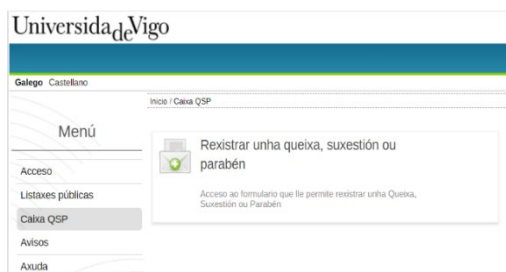 Universidade Vigo
Galego Castellano
Inicio / Caixa QSP
Menú
Acceso
Listaxes públicas
Caixa QSP
Avisos
Axuda
Rexistrar unha queixa, suxestión ou
parabén
Acceso ao formulario que lle permite rexistrar unha Queixa,
Suxestión ou Parabén